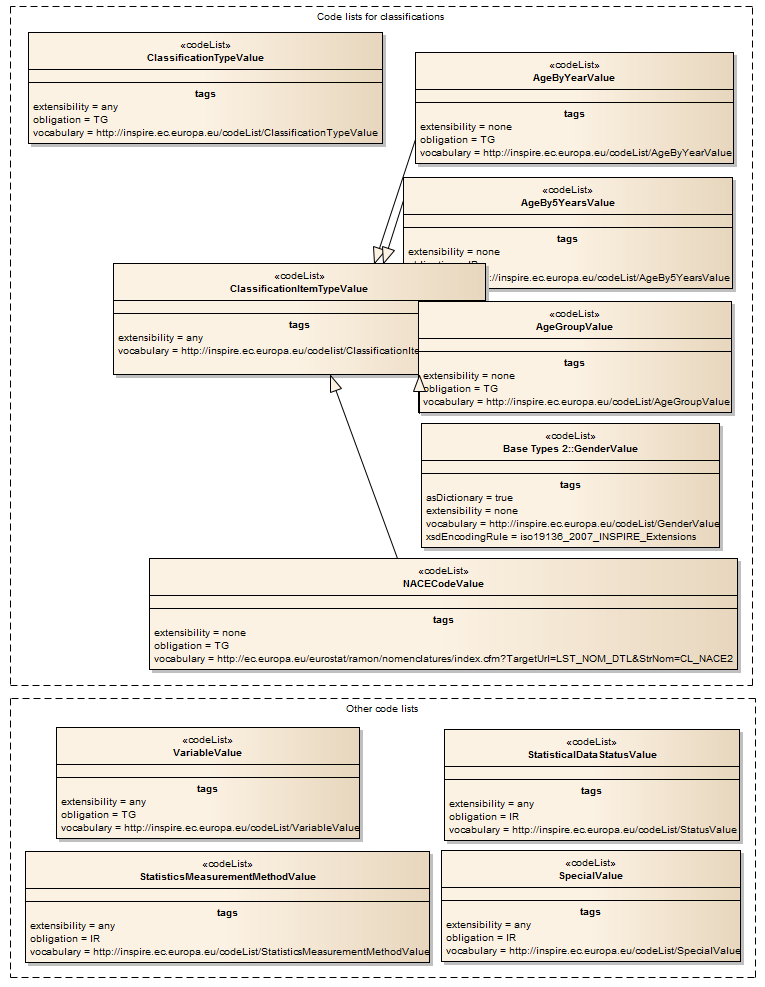 Code lists for classifications
«codeList»
ClassificationTypeValue
tags
extensibility = any
obligation = TG
vocabulary = http://inspire.ec.europa.eu/codeList/ClassificationTypeValue
«codeList»
AgeByYearValue
tags
extensibility = none
obligation = TG
vocabulary = http://inspire.ec.europa.eu/codeList/AgeByYearValue
«codeList»
AgeBy5YearsValue
tags
extensibility = none
/inspire.ec.europa.eu/codeList/AgeBy5YearsValue
«codeList»
ClassificationItemTypeValue
tags
extensibility = any
vocabulary = http://inspire.ec.europa.eu/codelist/ClassificationIte
«codeList»
AgeGroupValue
tags
extensibility = none
obligation = TG
vocabulary = http://inspire.ec.europa.eu/codeList/AgeGroupValue
«codeList»
Base Types 2::GenderValue
tags
asDictionary = true
extensibility = none
vocabulary = http://inspire.ec.europa.eu/codeList/GenderValue
xsdEncodingRule = iso19136_2007_INSPIRE_Extensions
«codeList»
NACECodeValue
tags
extensibility = none
obligation = TG
vocabulary = http://ec.europa.eu/eurostat/ramon/nomenclatures/index.cfm?TargetUrl=LST_NOM_DTL&StrNom=CL_NACE2
Other code lists
«codeList»
VariableValue
tags
extensibility = any
obligation = TG
vocabulary = http://inspire.ec.europa.eu/codeList/VariableValue
«codeList»
StatisticalDataStatusValue
tags
extensibility = any
obligation = IR
vocabulary = http://inspire.ec.europa.eu/codeList/StatusValue
«codeList»
StatisticsMeasurementMethodValue
tags
extensibility = any
obligation = IR
vocabulary = http://inspire.ec.europa.eu/codeList/StatisticsMeasurementMethodValue
«codeList»
SpecialValue
tags
extensibility = any
obligation = IR
vocabulary = http://inspire.ec.europa.eu/codeList/SpecialValue